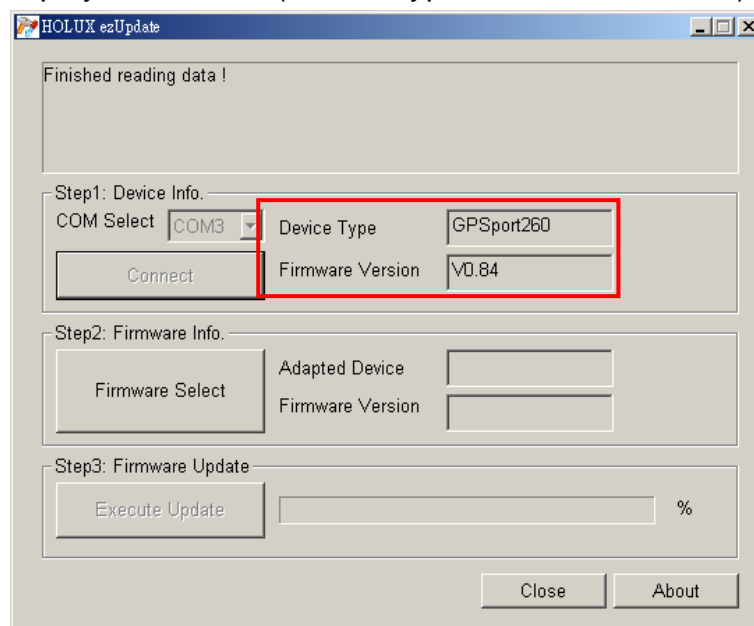 HOLUX ezUpdate
Finished reading data !
Step1: Device Info.
COM Select COM3 Device Type GPSport260
Connect Firmware Version V0.84
Step2: Firmware Info.
Firmware Select Adapted Device
Firmware Version
Step3: Firmware Update
Execute Update %
Close About